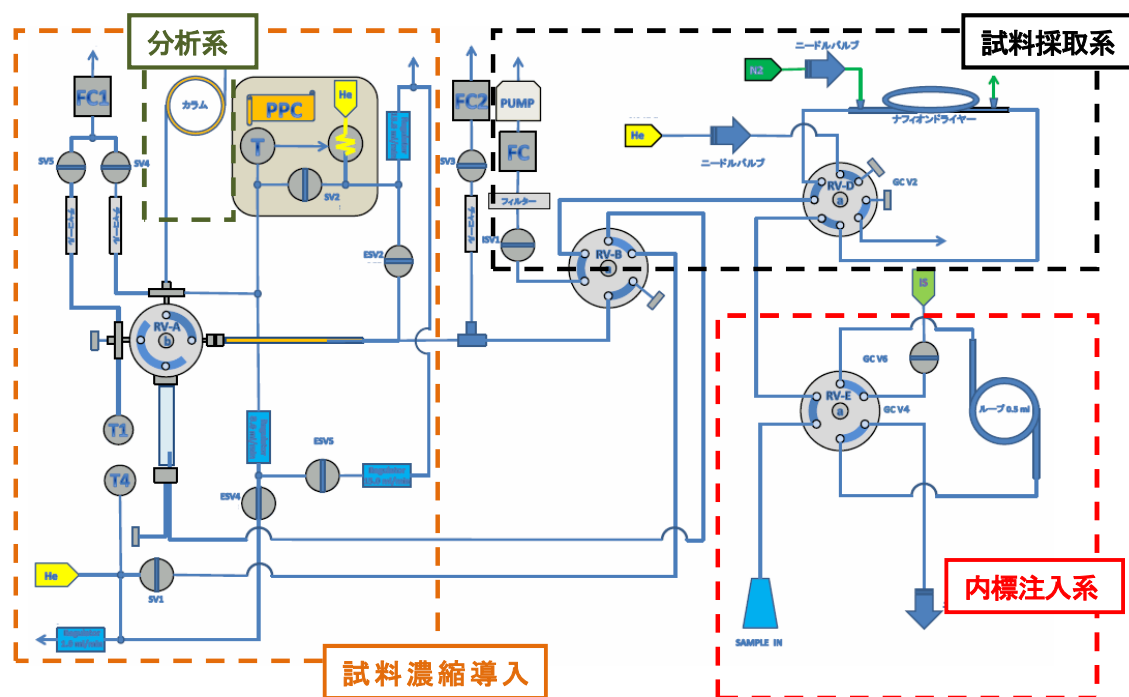 分析系
試料採取系
ニードルバルブ
N2
FC1
カラム
He
PPC
FC2
PUMP
ナフィオンドライヤー
He
ニードルバルブ
FC
T
SV5
SV4
SV3
SV2
RV-D
a
GC V2
フィルター
ISV1
ESV2
RV-B
IS
RV-A
b
GC V6
RV-E
a
GC V4
ループ 0.5 ml
T1
T4
ESV5
Regulator
ESV4
He
SV1
内標注入系
Regulator
SAMPLE IN
試料濃縮導入